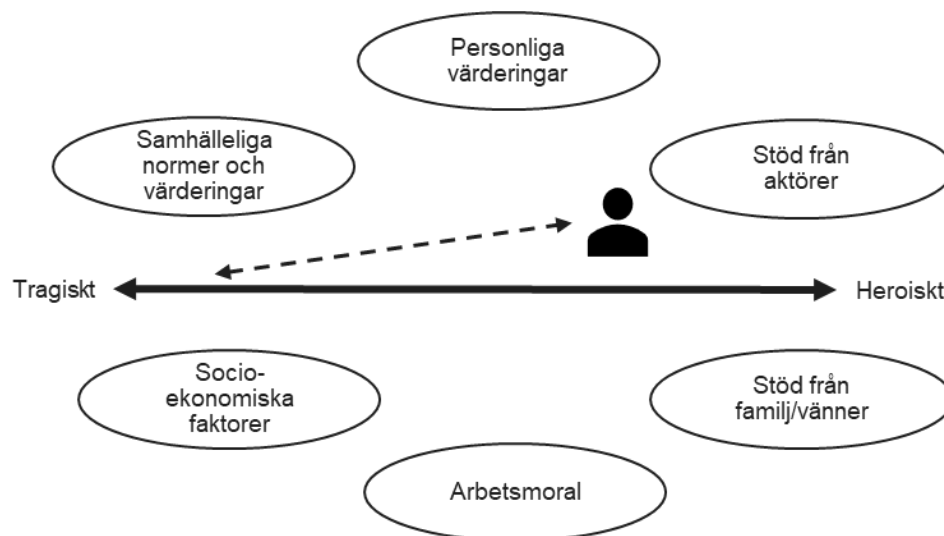 Personliga
värderingar
Samhälleliga
normer och
värderingar
Stöd från
aktörer
Tragiskt
Heroiskt
Socio-
ekonomiska
faktorer
Stöd från
familj/vänner
Arbetsmoral